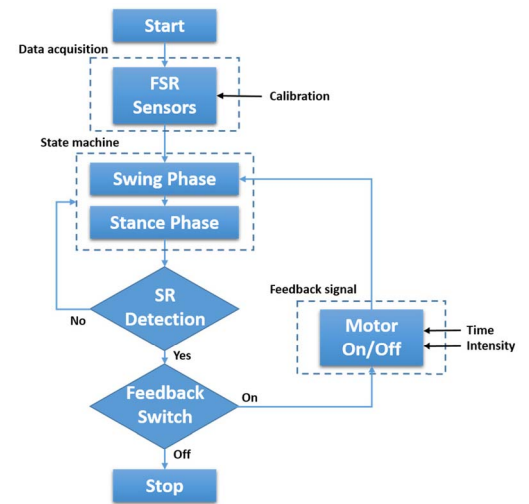 Start
Data acquisition
FSR
Sensors
Calibration
State machine
Swing Phase
Stance Phase
SR
Detection
No
Yes
Feedback signal
Motor
On/Off
Time
Intensity
Feedback
Switch
On
Off
Stop